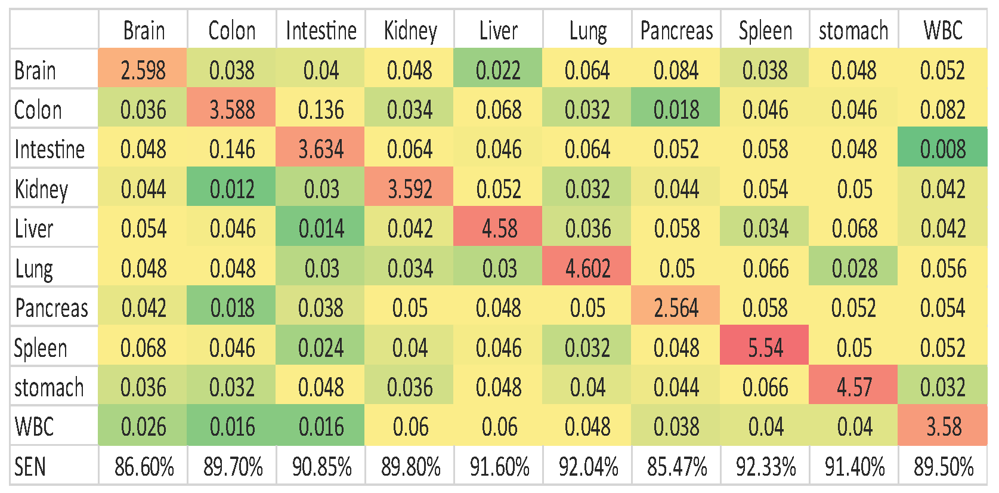 Brain Colon Intestine Kidney Liver Lung Pancreas Spleen stomach WBC
Brain 2.598 0.038 0.04 0.048 0.022 0.064 0.084 0.038 0.048 0.052
Colon 0.036 3.588 0.136 0.034 0.068 0.032 0.018 0.046 0.046 0.082
Intestine 0.048 0.146 3.634 0.064 0.046 0.064 0.052 0.058 0.048 0.008
Kidney 0.044 0.012 0.03 3.592 0.052 0.032 0.044 0.054 0.05 0.042
Liver 0.054 0.046 0.014 0.042 4.58 0.036 0.058 0.034 0.068 0.042
Lung 0.048 0.048 0.03 0.034 0.03 4.602 0.05 0.066 0.028 0.056
Pancreas 0.042 0.018 0.038 0.05 0.048 0.05 2.564 0.058 0.052 0.054
Spleen 0.068 0.046 0.024 0.04 0.046 0.032 0.048 5.54 0.05 0.052
stomach 0.036 0.032 0.048 0.036 0.048 0.04 0.044 0.066 4.57 0.032
WBC 0.026 0.016 0.016 0.06 0.06 0.048 0.038 0.04 0.04 3.58
SEN 86.60% 89.70% 90.85% 89.80% 91.60% 92.04% 85.47% 92.33% 91.40% 89.50%